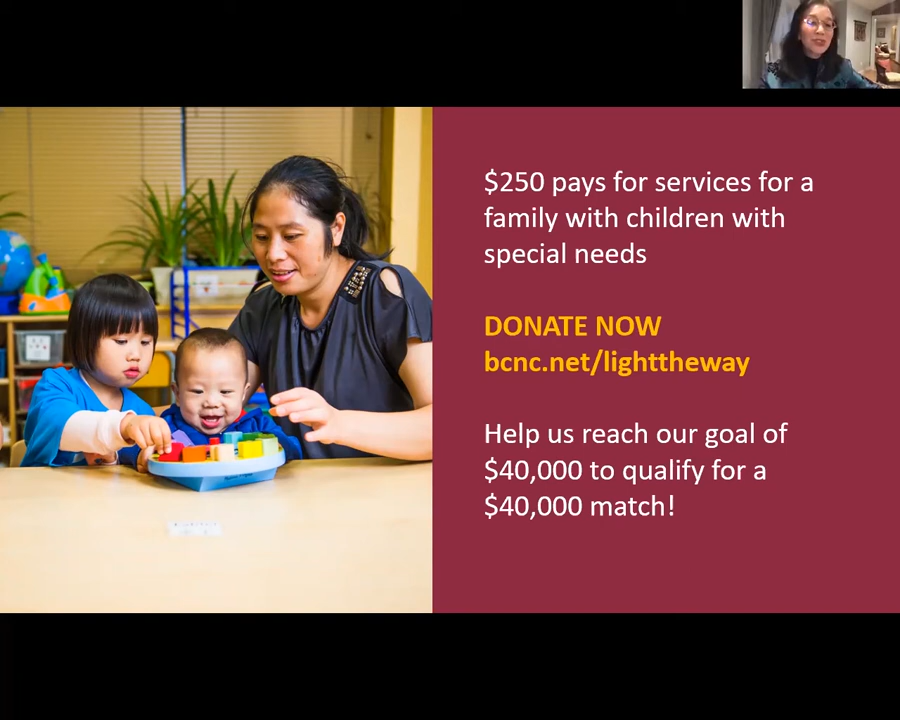 $250 pays for services for a
family with children with
special needs
DONATE NOW
bcnc.net/lighttheway
Help us reach our goal of
$40,000 to qualify for a
$40,000 match!